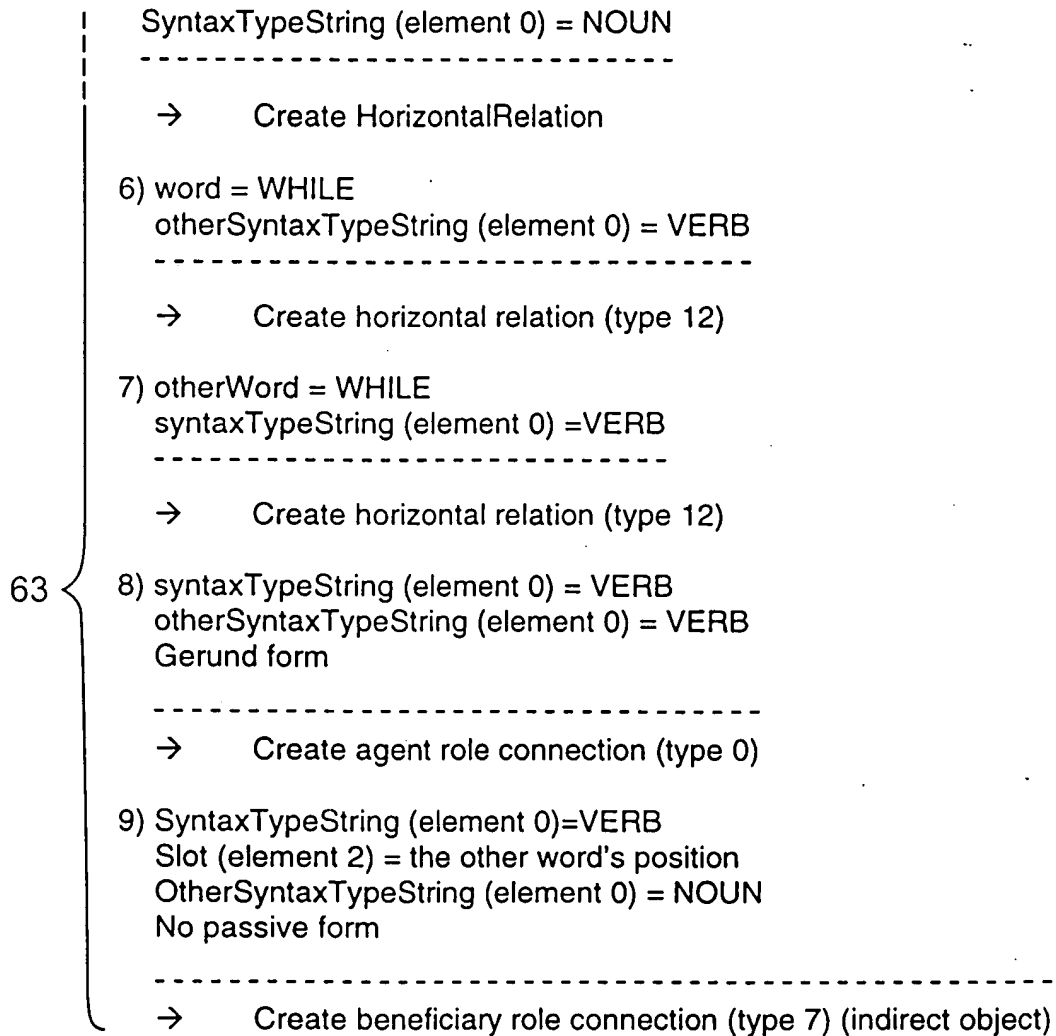 SyntaxTypeString (element 0) = NOUN
→ Create HorizontalRelation
6) word = WHILE
otherSyntaxTypeString (element 0) = VERB
→ Create horizontal relation (type 12)
7) otherWord = WHILE
syntaxTypeString (element 0) =VERB
→ Create horizontal relation (type 12)
63
8) syntaxTypeString (element 0) = VERB
otherSyntaxTypeString (element 0) = VERB
Gerund form
→ Create agent role connection (type 0)
9) SyntaxTypeString (element 0)=VERB
Slot (element 2) = the other word's position
OtherSyntaxTypeString (element 0) = NOUN
No passive form
→ Create beneficiary role connection (type 7) (indirect object)